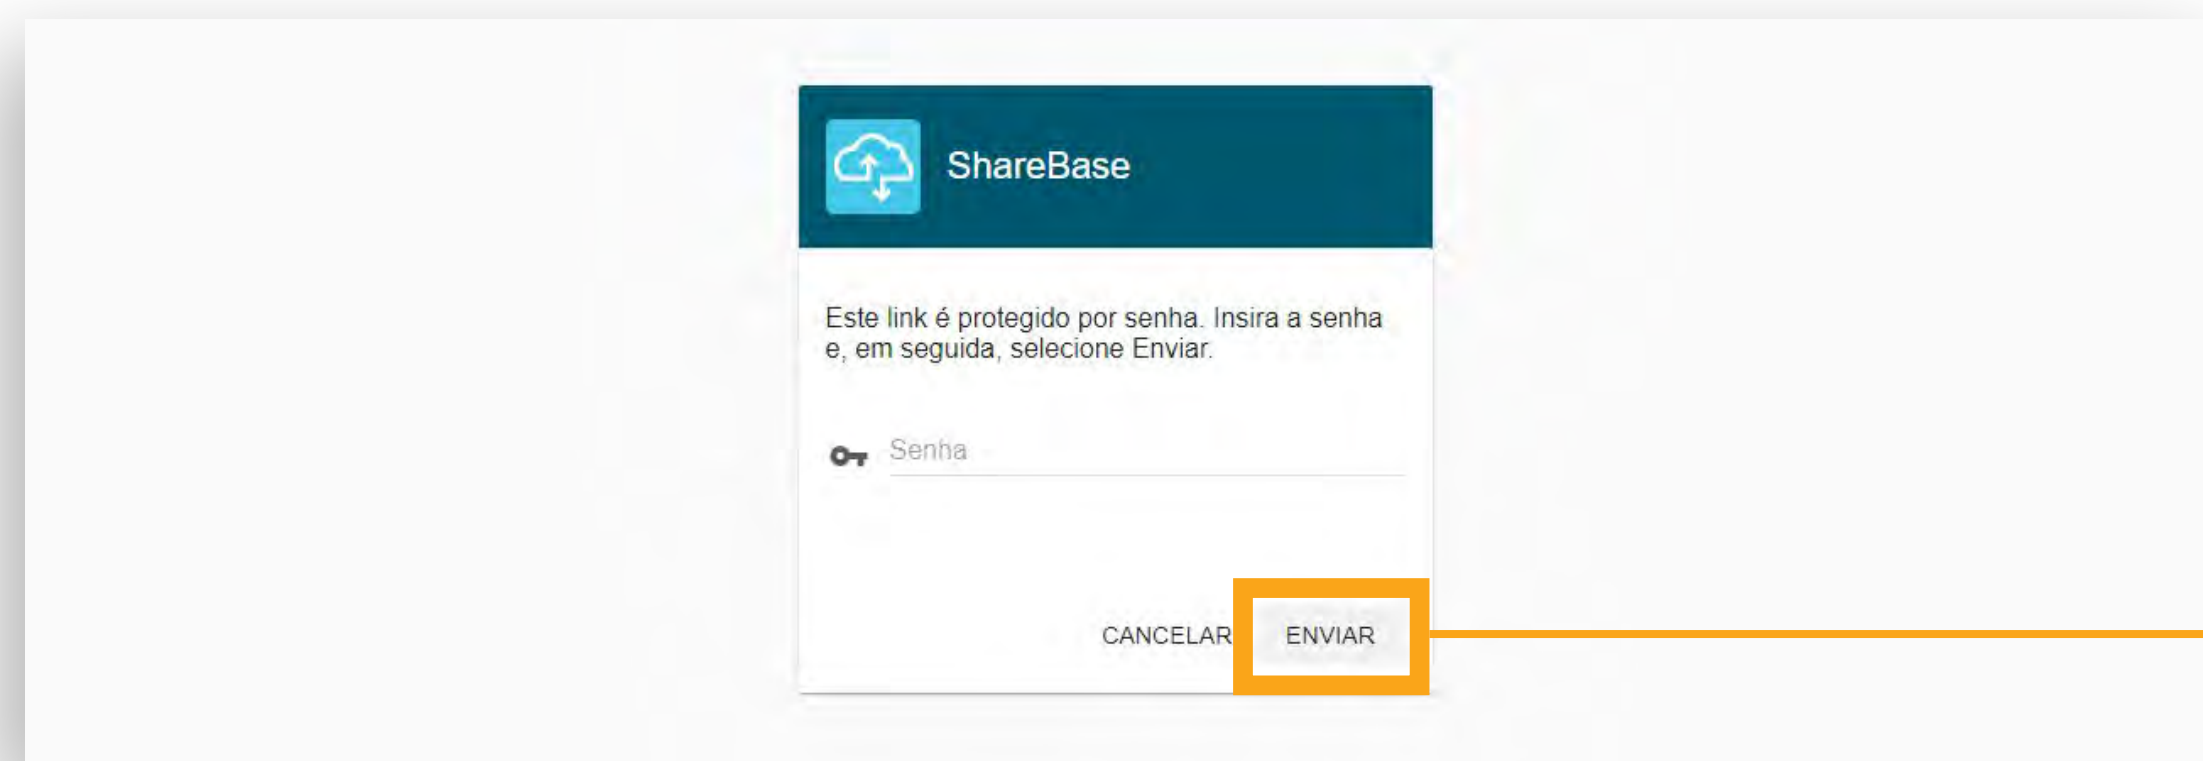 ShareBase
Este link é protegido por senha. Insira a senha
e, em seguida, selecione Enviar.
Senha
CANCELAR ENVIAR